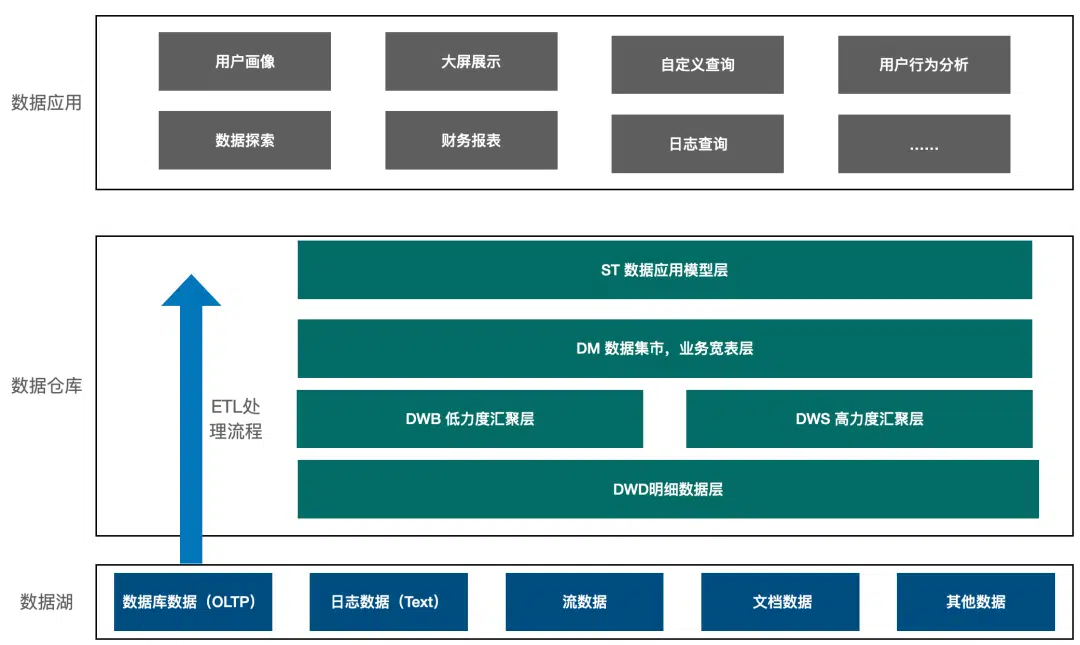 数据应用
用户画像
大屏展示
自定义查询
用户行为分析
数据探索
财务报表
日志查询
......
数据仓库
ETL处
理流程
ST 数据应用模型层
DM 数据集市，业务宽表层
DWB 低力度汇聚层
DWS 高力度汇聚层
DWD明细数据层
数据湖
数据库数据（OLTP）
日志数据（Text）
流数据
文档数据
其他数据